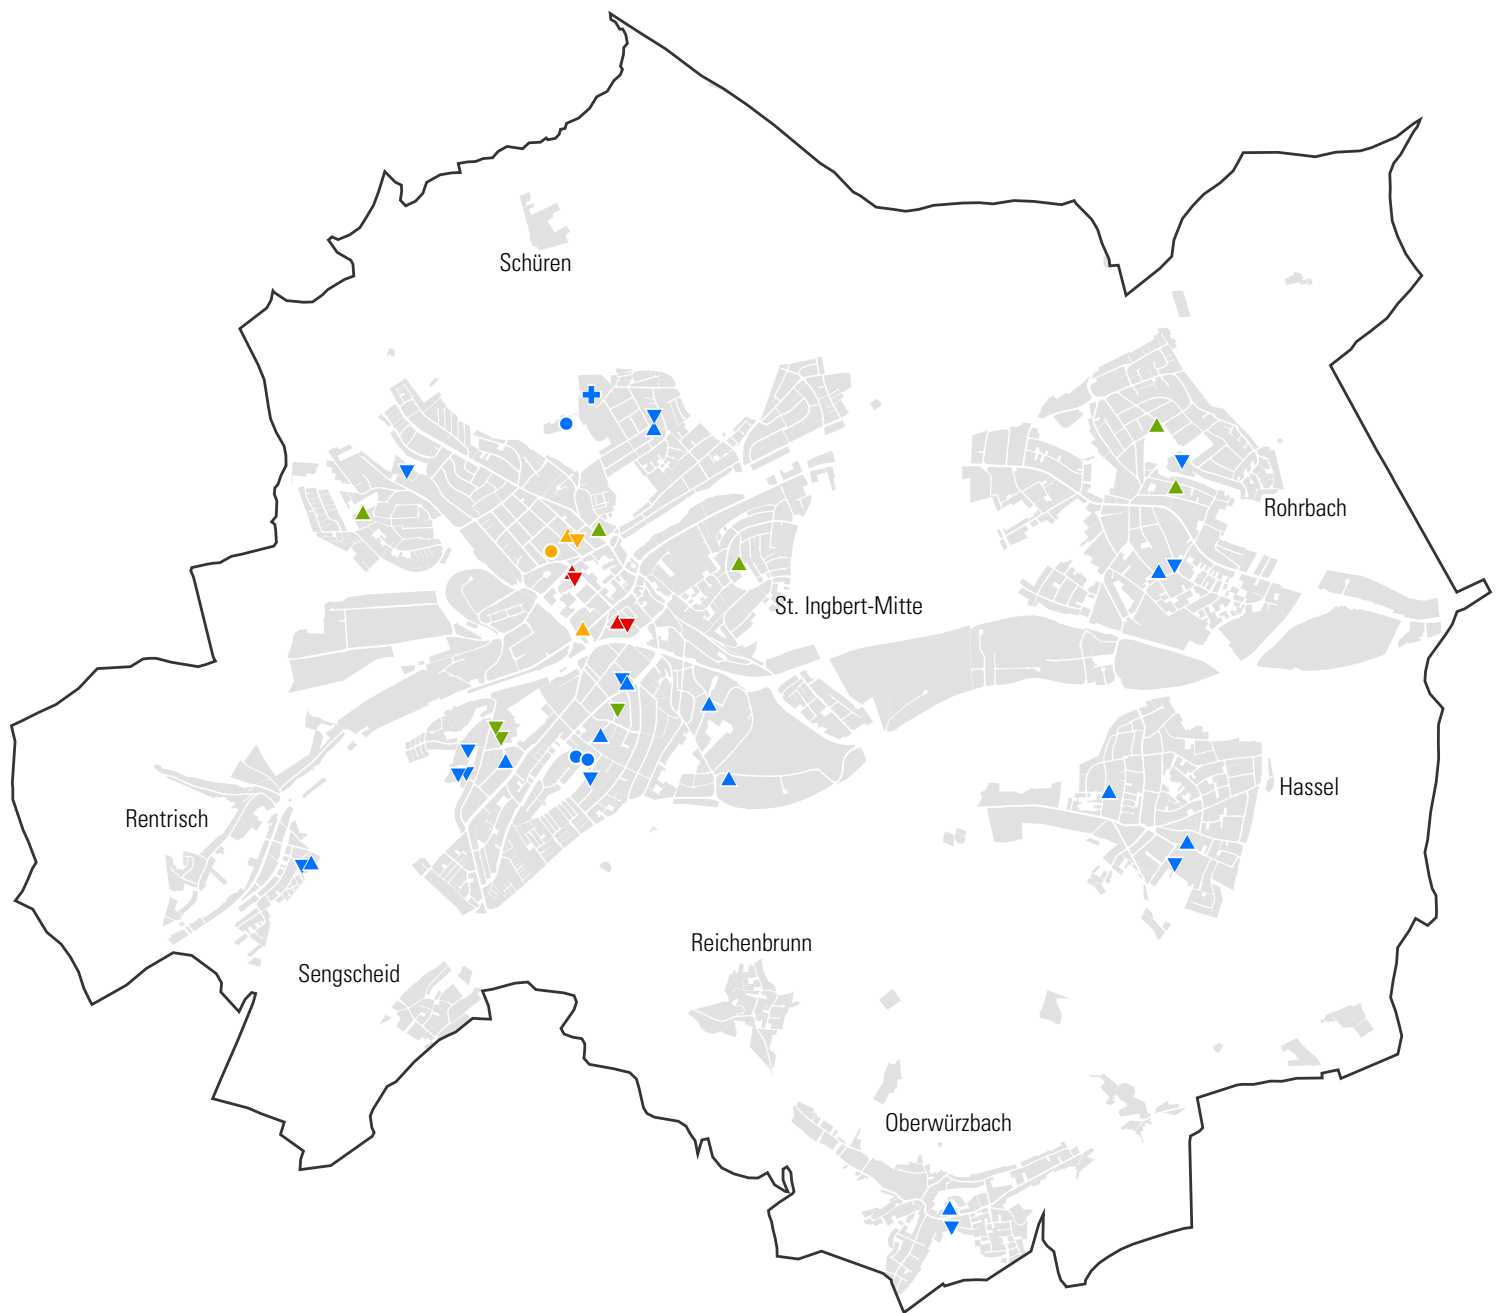 Schüren
Rohrbach
St. Ingbert-Mitte
Hassel
Rentrisch
Reichenbrunn
Sengscheid
Oberwürzbach